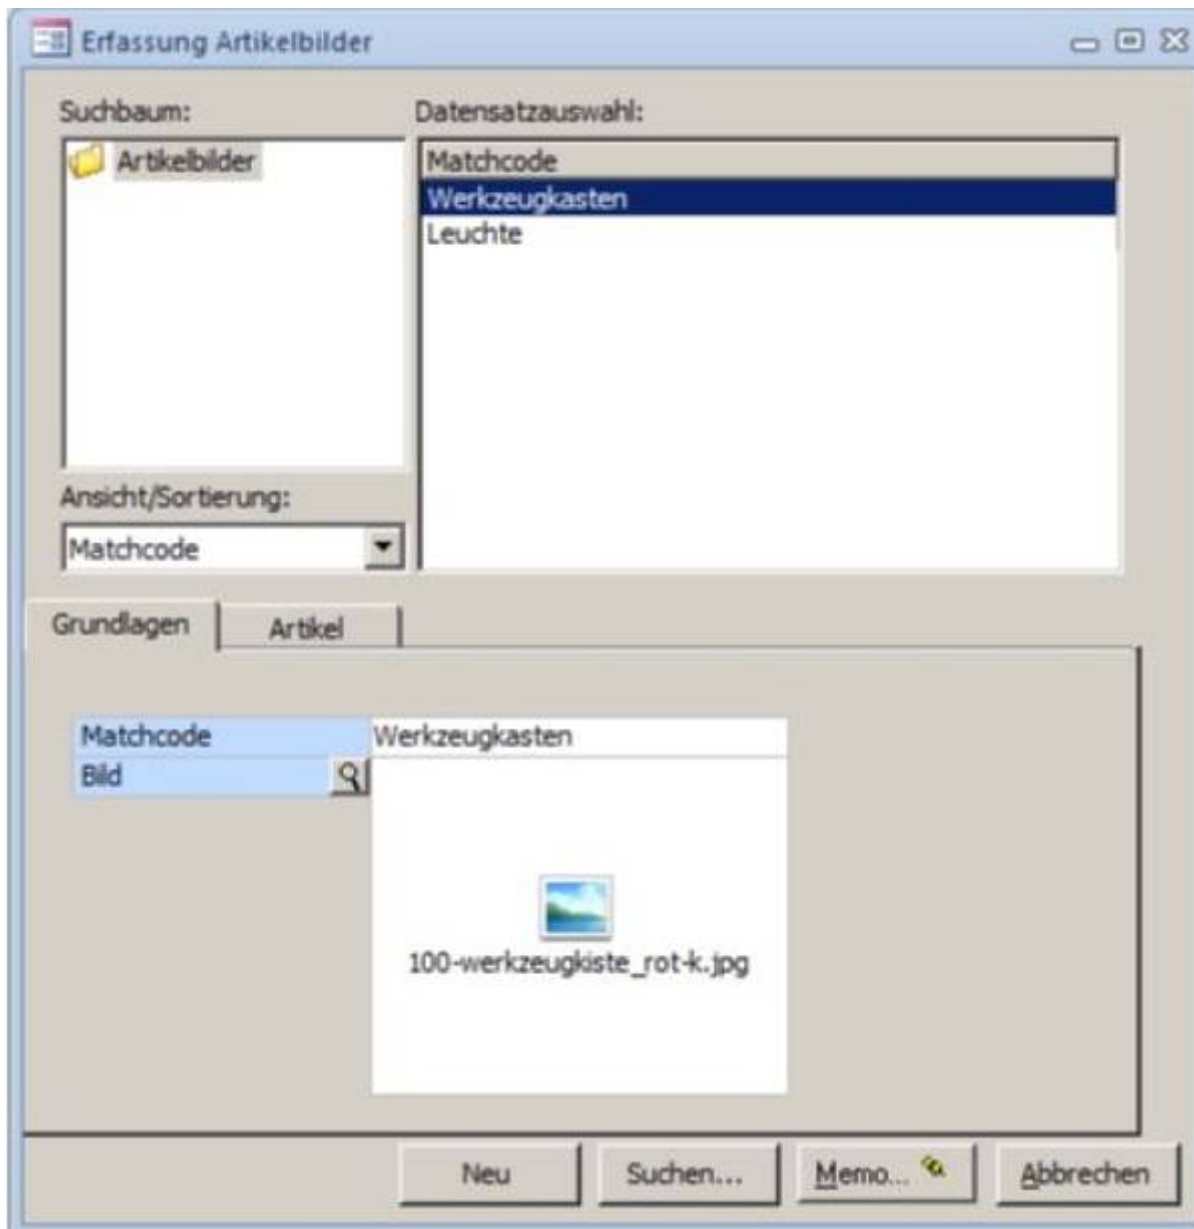 Erfassung Artikelbilder
Suchbaum:
Artikelbilder
Datensatzauswahl:
Matchcode
Werkzeugkasten
Leuchte
Ansicht/Sortierung:
Matchcode
Grundlagen
Artikel
Matchcode
Werkzeugkasten
Bild
100-werkzeugkiste_rot-k.jpg
Neu
Suchen...
Memo...
Abbrechen